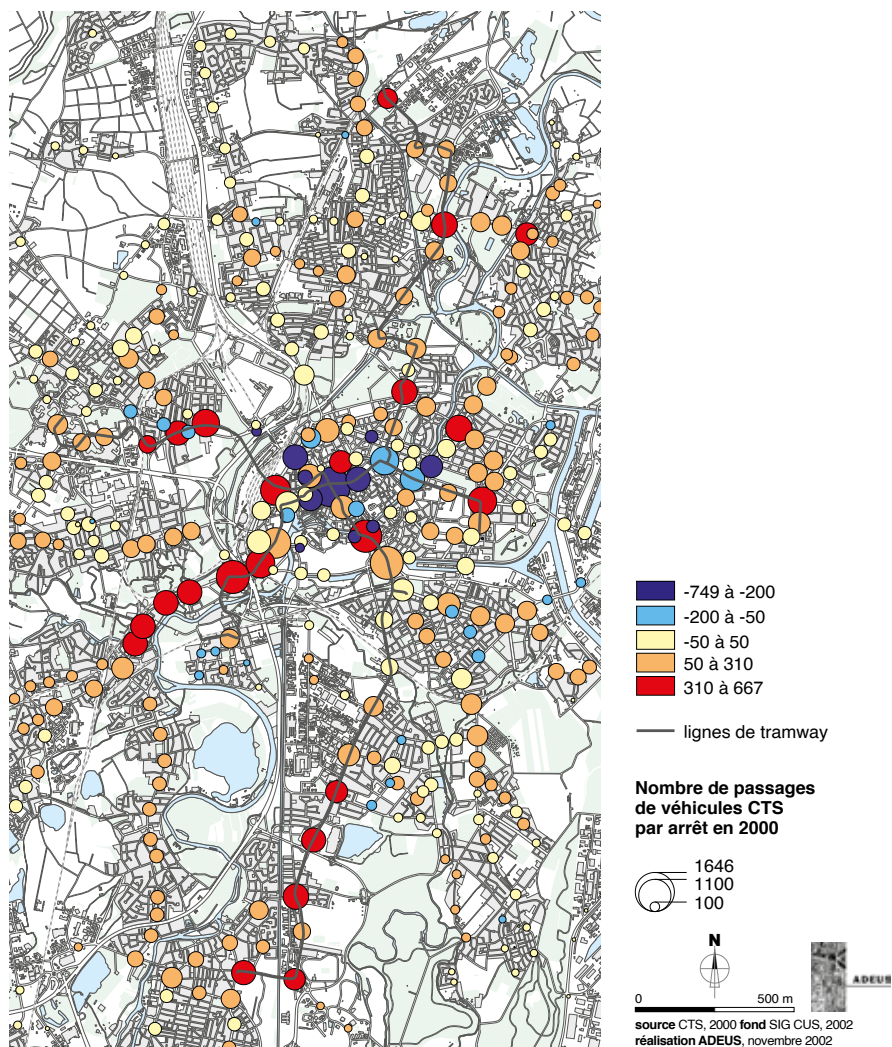 -749 à -200
-200 à -50
-50 à 50
50 à 310
310 à 667
lignes de tramway
Nombre de passages
de véhicules CTS
par arrêt en 2000
1646
1100
100
N
ADEUS
0 500 m
source CTS, 2000 fond SIG CUS, 2002
réalisation ADEUS, novembre 2002